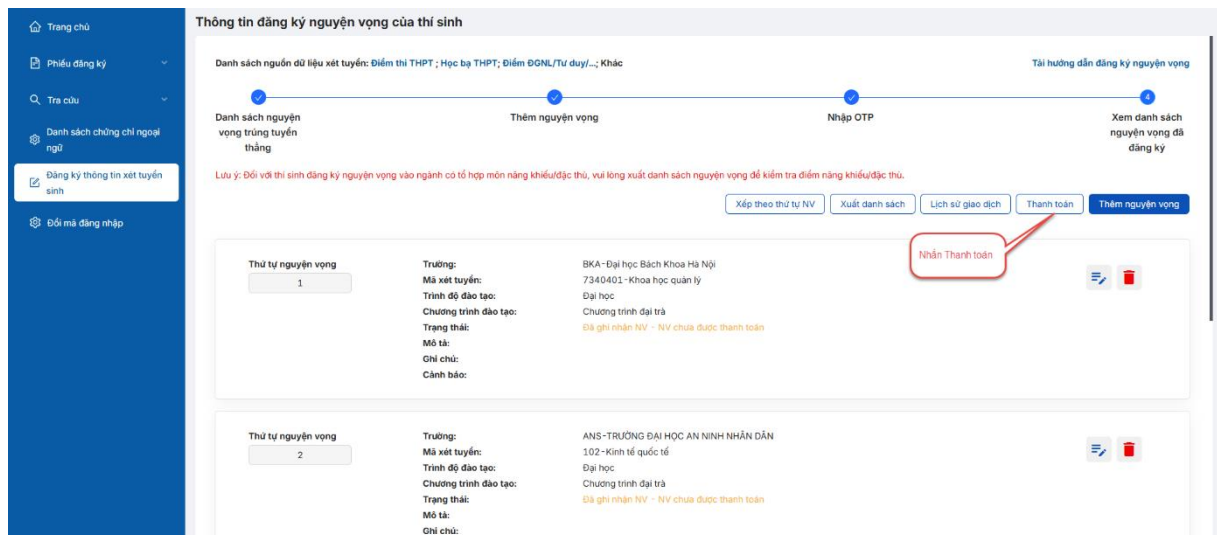 Trang chủ
Phiếu đăng ký
Tra cứu
Danh sách chứng chỉ ngoại
ngữ
Đăng ký thông tin xét tuyển
sinh
Đổi mã đăng nhập
Thông tin đăng ký nguyện vọng của thí sinh
Danh sách nguồn dữ liệu xét tuyển: Điểm thi THPT ; Học bạ THPT; Điểm ĐGNL/Tư duy/...; Khác
Tải hướng dẫn đăng ký nguyện vọng
4
Danh sách nguyện
vọng trúng tuyển
thẳng
Thêm nguyện vọng
Nhập OTP
Xem danh sách
nguyện vọng đã
đăng ký
Lưu ý: Đối với thí sinh đăng ký nguyện vọng vào ngành có tổ hợp môn năng khiếu/đặc thù, vui lòng xuất danh sách nguyện vọng để kiểm tra điểm năng khiếu/đặc thù.
Xếp theo thứ tự NV
Xuất danh sách
Lịch sử giao dịch
Thanh toán
Thêm nguyện vọng
Nhấn Thanh toán
Thứ tự nguyện vọng
1
Trường: BKA-Đại học Bách Khoa Hà Nội
Mã xét tuyển: 7340401-Khoa học quản lý
Trình độ đào tạo: Đại học
Chương trình đào tạo: Chương trình đại trà
Trạng thái: Đã ghi nhận NV - NV chưa được thanh toán
Mô tả:
Ghi chú:
Cảnh báo:
Thứ tự nguyện vọng
2
Trường: ANS-TRƯỜNG ĐẠI HỌC AN NINH NHÂN DÂN
Mã xét tuyển: 102-Kinh tế quốc tế
Trình độ đào tạo: Đại học
Chương trình đào tạo: Chương trình đại trà
Trạng thái: Đã ghi nhận NV - NV chưa được thanh toán
Mô tả:
Ghi chú: